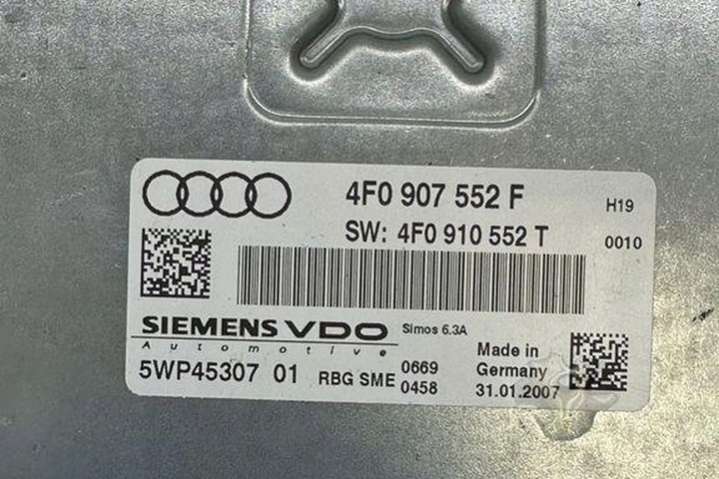 4F0 907 552 F
H19
SW: 4F0 910 552 T
0010
SIEMENS VDO
Simos 6.3A
Automotive
Made in
Germany
5WP45307 01
RBG SME
0669
0458
31.01.2007